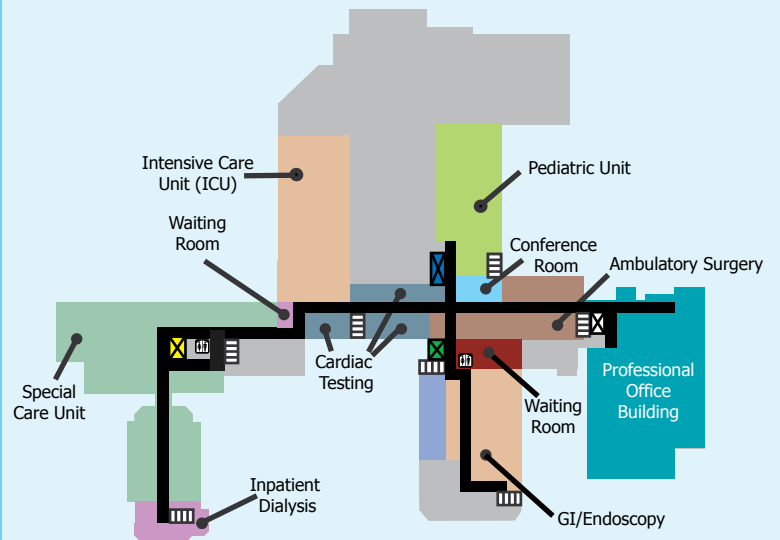 Intensive Care
Unit (ICU)
Pediatric Unit
Waiting
Room
Conference
Room
Ambulatory Surgery
Cardiac
Testing
Special
Care Unit
Professional
Office
Building
Waiting
Room
Inpatient
Dialysis
GI/Endoscopy